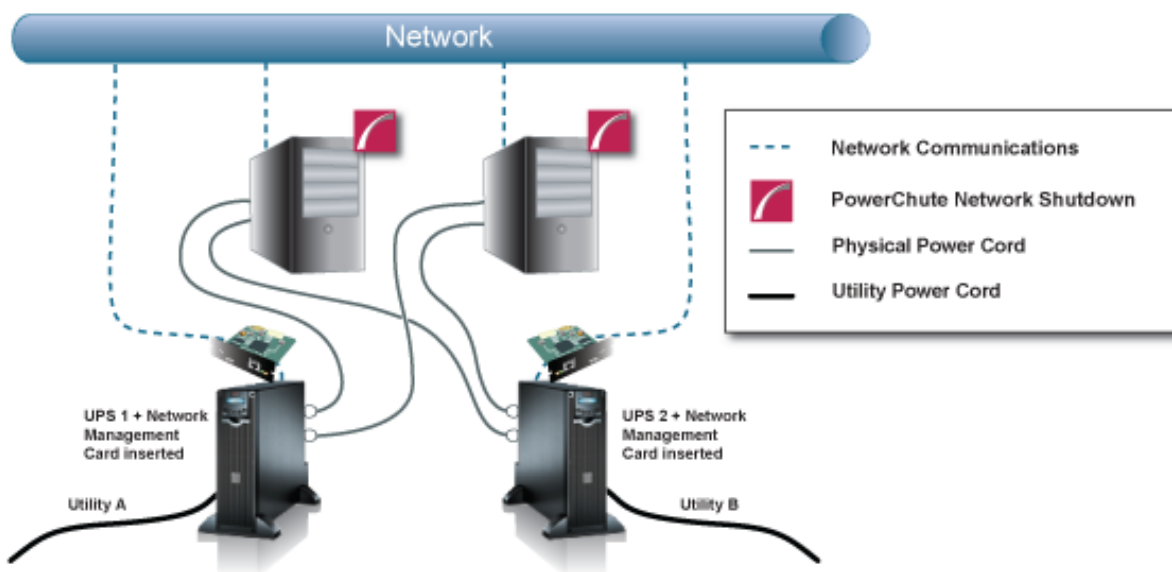 Network
Network Communications
PowerChute Network Shutdown
Physical Power Cord
Utility Power Cord
UPS 1 + Network
Management
Card inserted
UPS 2 + Network
Management
Card inserted
Utility A
Utility B